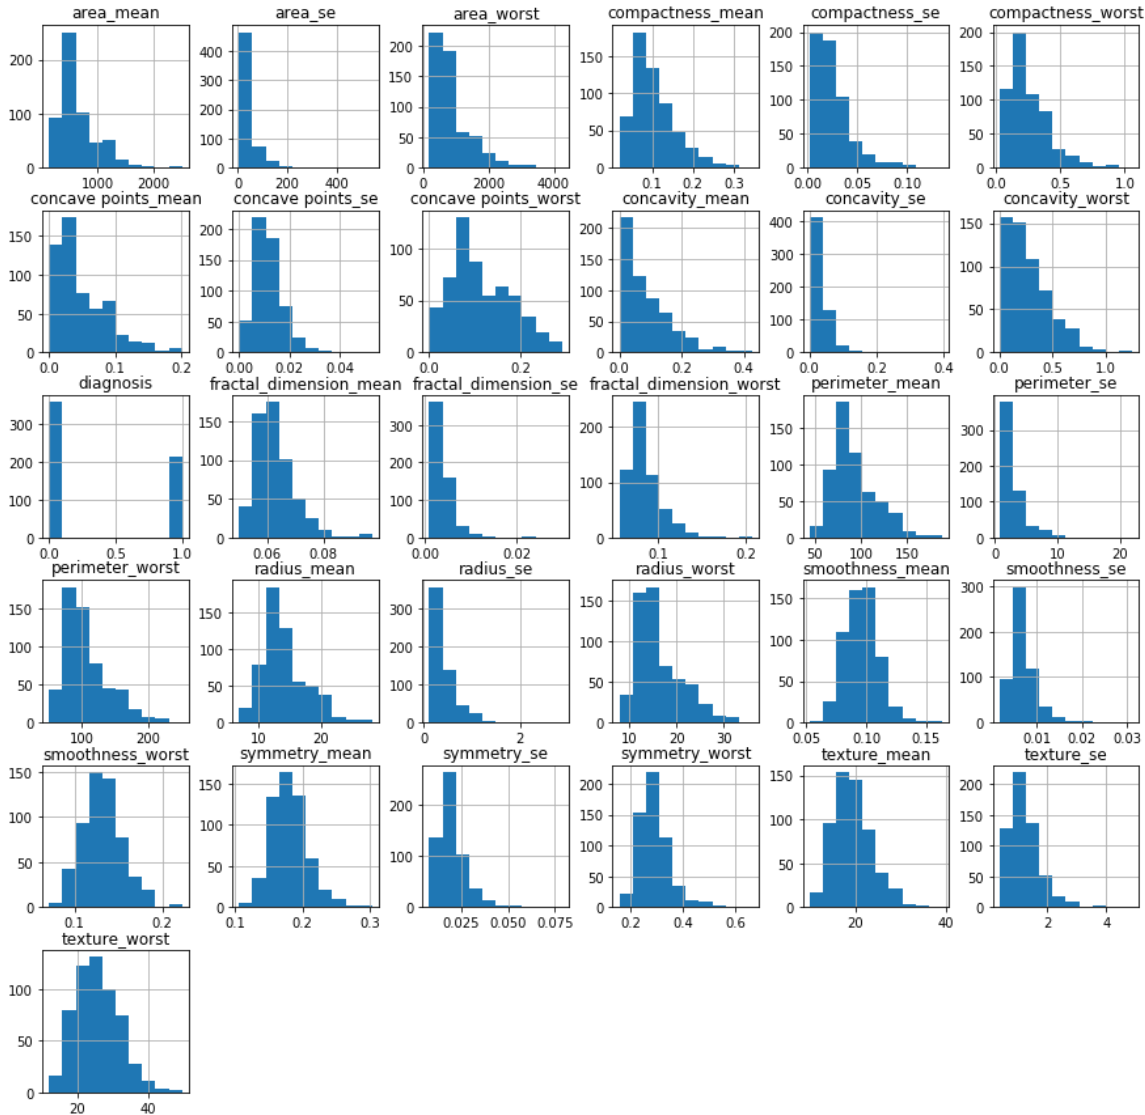 area_mean area_se area_worst compactness_mean compactness_se compactness_worst
200 100 0 1000 2000
400 300 200 100 0 0 200 400
200 150 100 50 0 0 2000 4000
150 100 50 0 0.1 0.2 0.3
200 150 100 50 0 0.00 0.05 0.10
200 150 100 50 0 0.0 0.5 1.0
concave points_mean concave points_se concave points_worst concavity_mean concavity_se concavity_worst
150 100 50 0 0.0 0.1 0.2
200 150 100 50 0 0.00 0.02 0.04
100 50 0 0.0 0.1 0.2
200 150 100 50 0 0.0 0.2 0.4
400 300 200 100 0 0.0 0.2 0.4
150 100 50 0 0.0 0.5 1.0
diagnosis fractal_dimension_mean fractal_dimension_se fractal_dimension_worst perimeter_mean perimeter_se
300 200 100 0 0.0 0.5 1.0
150 100 50 0 0.06 0.08
300 200 100 0 0.00 0.02
200 100 0 0.1 0.2
150 100 50 0 50 100 150
300 200 100 0 0 10 20
perimeter_worst radius_mean radius_se radius_worst smoothness_mean smoothness_se
150 100 50 0 100 200
150 100 50 0 10 20
300 200 100 0 0 2
150 100 50 0 10 20 30
150 100 50 0 0.05 0.10 0.15
300 200 100 0 0.01 0.02 0.03
smoothness_worst symmetry_mean symmetry_se symmetry_worst texture_mean texture_se
150 100 50 0 0.1 0.2
150 100 50 0 0.1 0.2 0.3
200 100 0 0.025 0.050 0.075
200 150 100 50 0 0.2 0.4 0.6
150 100 50 0 20 40
200 150 100 50 0 2 4
texture_worst
100 50 0 20 40